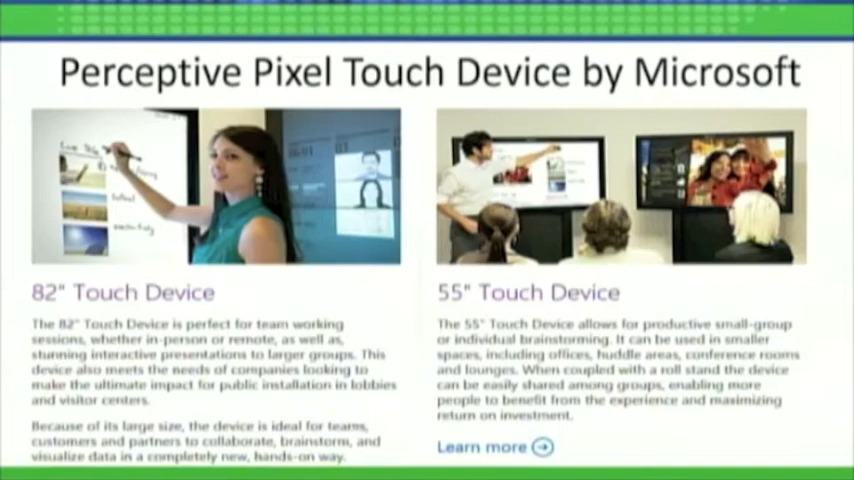 Perceptive Pixel Touch Device by Microsoft
82" Touch Device
The 82" Touch Device is perfect for team working
sessions, whether in-person or remote, as well as,
stunning interactive presentations to larger groups. This
device also meets the needs of companies looking to
make the ultimate impact for public installation in lobbies
and visitor centers.
Because of its large size, the device is ideal for teams,
customers and partners to collaborate, brainstorm, and
visualize data in a completely new, hands-on way.
55" Touch Device
The 55" Touch Device allows for productive small-group
or individual brainstorming. It can be used in smaller
spaces, including offices, huddle areas, conference rooms
and lounges. When coupled with a roll stand the device
can be easily shared among groups, enabling more
people to benefit from the experience and maximizing
return on investment.
Learn more